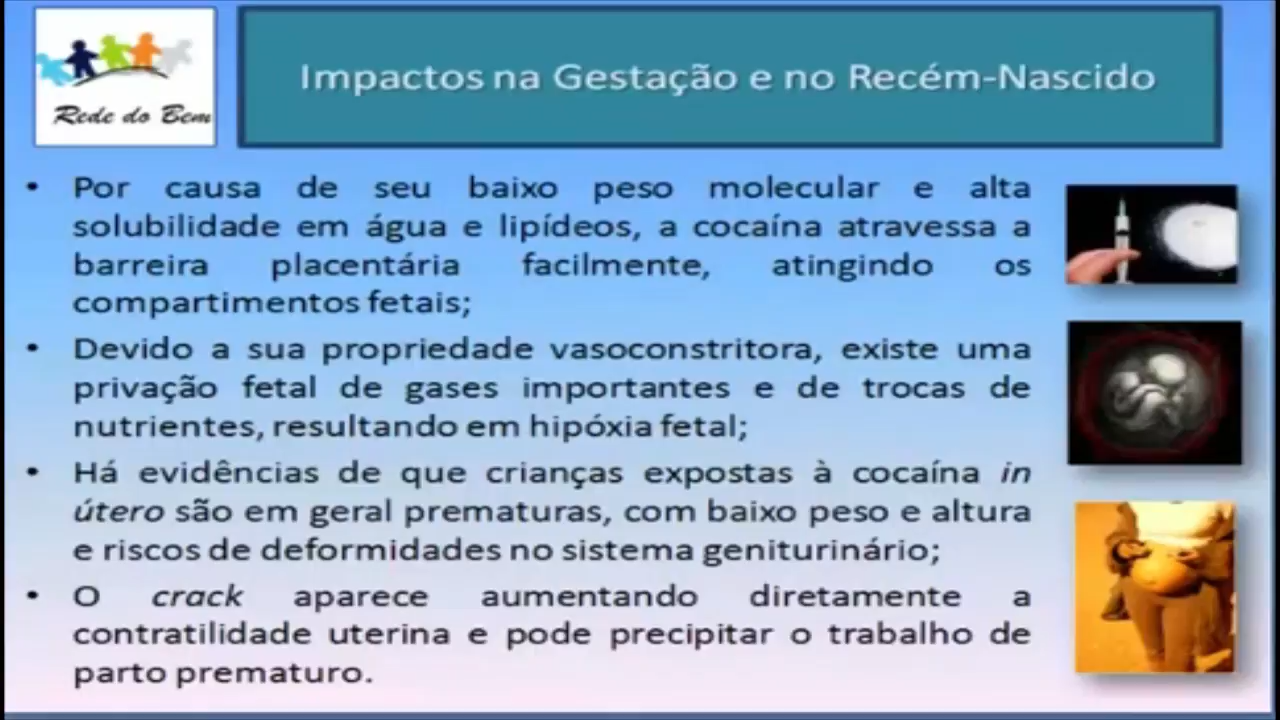 Rede do Bem
Impactos na Gestação e no Recém-Nascido
• Por causa de seu baixo peso molecular e alta
solubilidade em água e lipídeos, a cocaína atravessa a
barreira placentária facilmente, atingindo os
compartimentos fetais;
• Devido a sua propriedade vasoconstritora, existe uma
privação fetal de gases importantes e de trocas de
nutrientes, resultando em hipóxia fetal;
• Há evidências de que crianças expostas à cocaína in
útero são em geral prematuras, com baixo peso e altura
e riscos de deformidades no sistema geniturinário;
• O crack aparece aumentando diretamente a
contratilidade uterina e pode precipitar o trabalho de
parto prematuro.